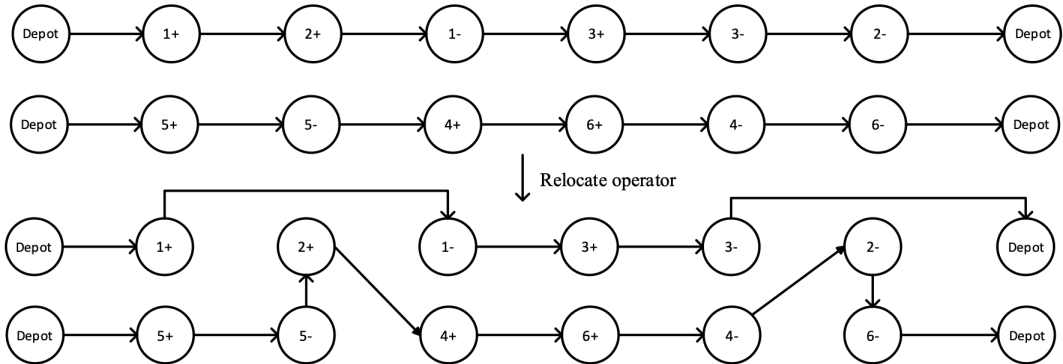 Depot 1+ 2+ 1- 3+ 3- 2- Depot
Depot 5+ 5- 4+ 6+ 4- 6- Depot
Relocate operator
Depot 1+ 2+ 1- 3+ 3- 2- Depot
Depot 5+ 5- 4+ 6+ 4- 6- Depot